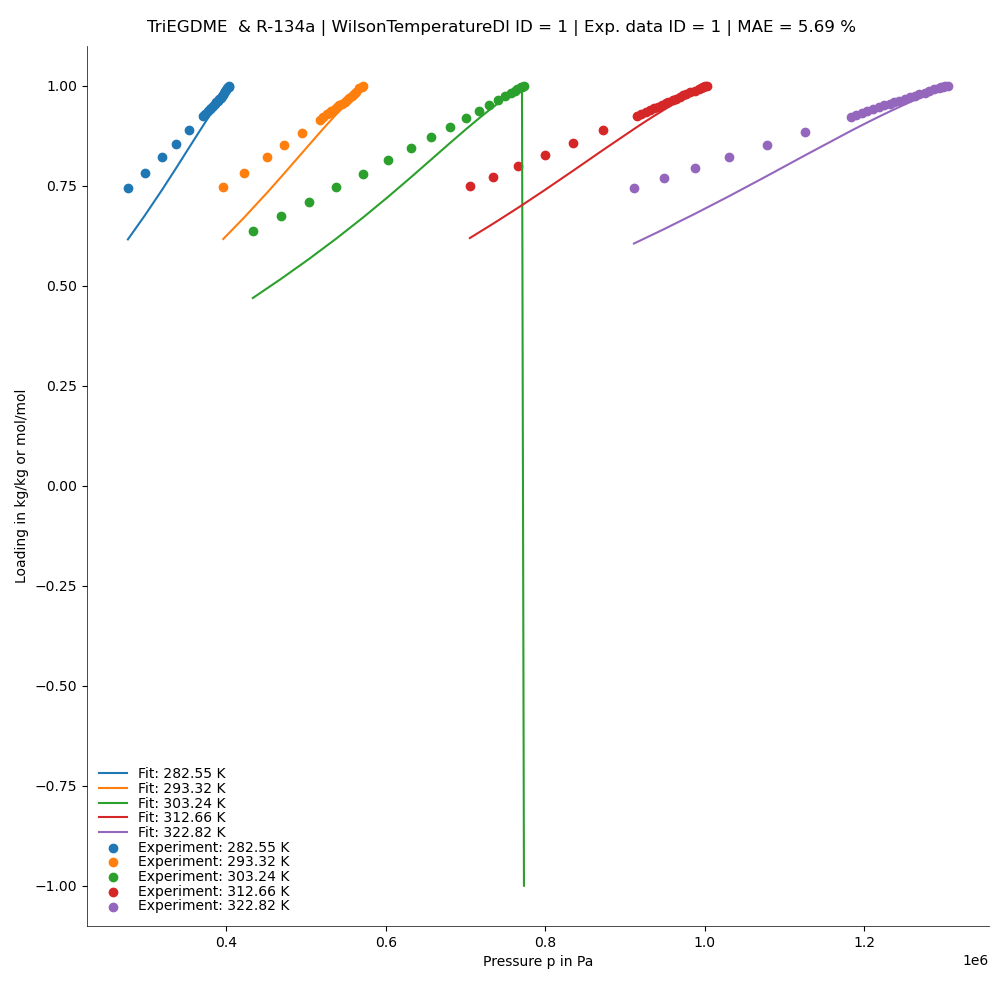 TriEGDME  & R-134a | WilsonTemperatureDI ID = 1 | Exp. data ID = 1 | MAE = 5.69 %
1.00
0.75
0.50
0.25
0.00
−0.25
−0.50
−0.75
−1.00
Loading in kg/kg or mol/mol
Fit: 282.55 K
Fit: 293.32 K
Fit: 303.24 K
Fit: 312.66 K
Fit: 322.82 K
Experiment: 282.55 K
Experiment: 293.32 K
Experiment: 303.24 K
Experiment: 312.66 K
Experiment: 322.82 K
0.4 0.6 0.8 1.0 1.2
1e6
Pressure p in Pa